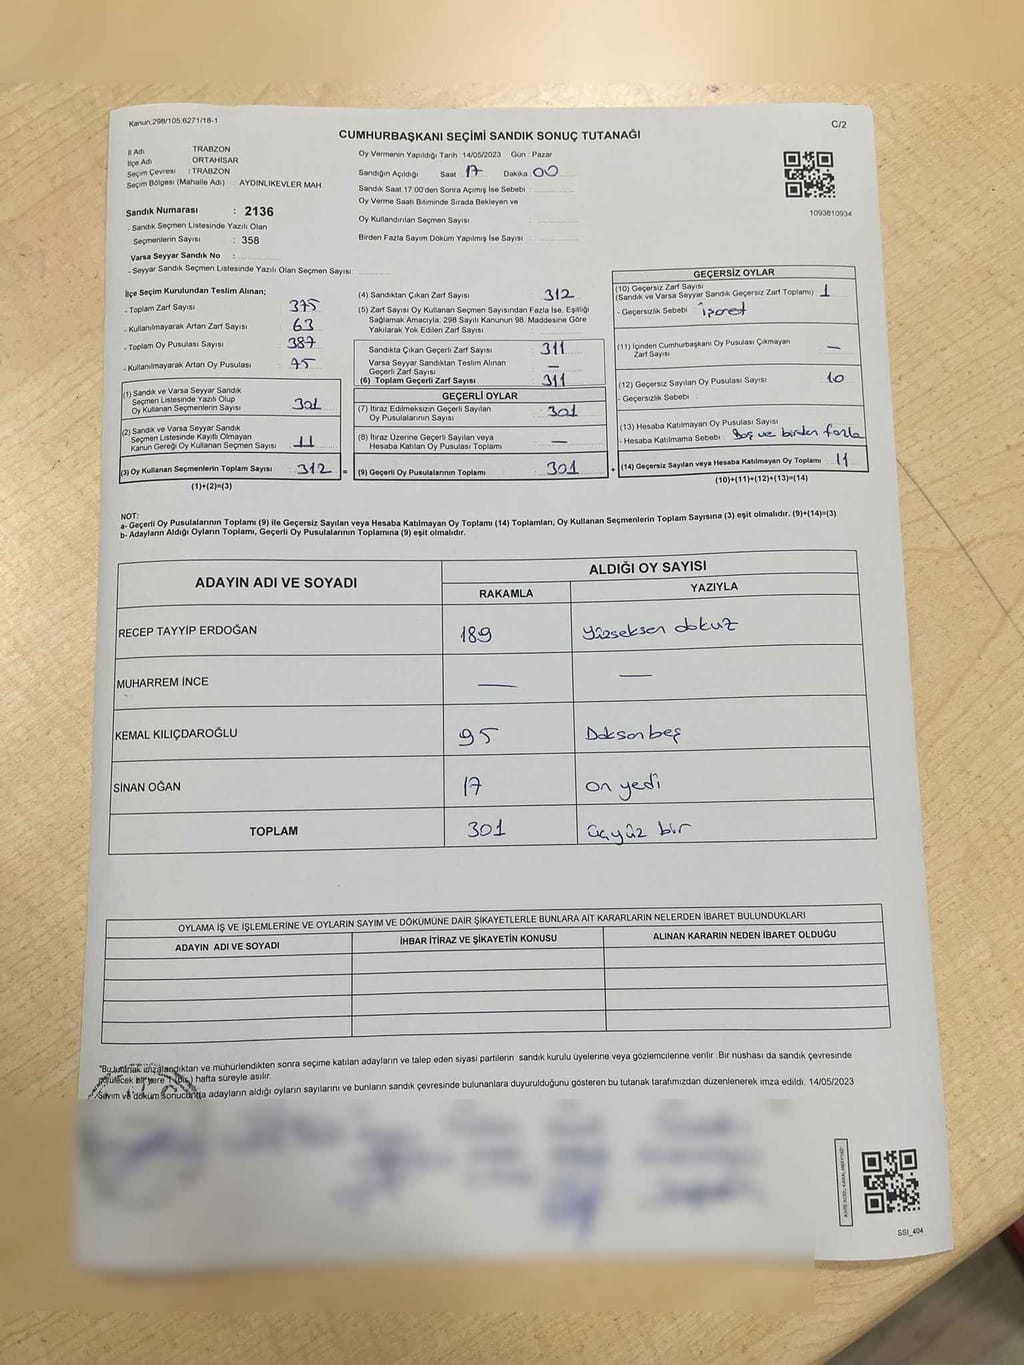 Kanun,298/105,6271/18-1
C/2
CUMHURBAŞKANI SEÇİMİ SANDIK SONUÇ TUTANAĞI
İl Adı TRABZON
İlçe Adı ORTAHİSAR
Seçim Çevresi : TRABZON
Seçim Bölgesi (Mahalle Adı) : AYDINLIKEVLER MAH.
Sandık Numarası : 2136
- Sandık Seçmen Listesinde Yazılı Olan
Seçmenlerin Sayısı : 358
Varsa Seyyar Sandık No :
- Seyyar Sandık Seçmen Listesinde Yazılı Olan Seçmen Sayısı:
Oy Vermenin Yapıldığı Tarih :14/05/2023 Gün : Pazar
Sandığın Açıldığı Saat : 17 Dakika : 00
Sandık Saat 17:00'den Sonra Açımış İse Sebebi :
Oy Verme Saati Bitiminde Sırada Bekleyen ve
Oy Kullandırılan Seçmen Sayısı :
Birden Fazla Sayım Döküm Yapılmış İse Sayısı :
1093810934
İlçe Seçim Kurulundan Teslim Alınan;
- Toplam Zarf Sayısı : 375
- Kullanılmayarak Artan Zarf Sayısı : 63
- Toplam Oy Pusulası Sayısı : 387
- Kullanılmayarak Artan Oy Pusulası : 75
(1) Sandık ve Varsa Seyyar Sandık
Seçmen Listesinde Yazılı Olup
Oy Kullanan Seçmenlerin Sayısı : 301
(2) Sandık ve Varsa Seyyar Sandık
Seçmen Listesinde Kayıtlı Olmayan
Kanun Gereği Oy Kullanan Seçmen Sayısı : 11
(3) Oy Kullanan Seçmenlerin Toplam Sayısı : 312 =
(1)+(2)=(3)
(4) Sandıktan Çıkan Zarf Sayısı : 312
(5) Zarf Sayısı Oy Kullanan Seçmen Sayısından Fazla İse, Eşitliği
Sağlamak Amacıyla, 298 Sayılı Kanunun 98. Maddesine Göre
Yakılarak Yok Edilen Zarf Sayısı :
Sandıkta Çıkan Geçerli Zarf Sayısı : 311
Varsa Seyyar Sandıktan Teslim Alınan
Geçerli Zarf Sayısı : —
(6) Toplam Geçerli Zarf Sayısı : 311
GEÇERLİ OYLAR
(7) İtiraz Edilmeksizin Geçerli Sayılan
Oy Pusulalarının Sayısı : 301
(8) İtiraz Üzerine Geçerli Sayılan veya
Hesaba Katılan Oy Pusulası Toplamı : —
(9) Geçerli Oy Pusulalarının Toplamı : 301 +
GEÇERSİZ OYLAR
(10) Geçersiz Zarf Sayısı
(Sandık ve Varsa Seyyar Sandık Geçersiz Zarf Toplamı) : 1
- Geçersizlik Sebebi : İşaret
(11) İçinden Cumhurbaşkanı Oy Pusulası Çıkmayan
Zarf Sayısı : —
(12) Geçersiz Sayılan Oy Pusulası Sayısı : 10
- Geçersizlik Sebebi :
(13) Hesaba Katılmayan Oy Pusulası Sayısı :
- Hesaba Katılmama Sebebi : Boş ve birden fazla
(14) Geçersiz Sayılan veya Hesaba Katılmayan Oy Toplamı : 11
(10)+(11)+(12)+(13)=(14)
NOT:
a- Geçerli Oy Pusulalarının Toplamı (9) ile Geçersiz Sayılan veya Hesaba Katılmayan Oy Toplamı (14) Toplamları, Oy Kullanan Seçmenlerin Toplam Sayısına (3) eşit olmalıdır. (9)+(14)=(3)
b- Adayların Aldığı Oyların Toplamı, Geçerli Oy Pusulalarının Toplamına (9) eşit olmalıdır.
ADAYIN ADI VE SOYADI
ALDIĞI OY SAYISI
RAKAMLA YAZIYLA
RECEP TAYYİP ERDOĞAN 189 Yüzseksen dokuz
MUHARREM İNCE — —
KEMAL KILIÇDAROĞLU 95 Doksan beş
SİNAN OĞAN 17 on yedi
TOPLAM 301 üçyüz bir
OYLAMA İŞ VE İŞLEMLERİNE VE OYLARIN SAYIM VE DÖKÜMÜNE DAİR ŞİKAYETLERLE BUNLARA AİT KARARLARIN NELERDEN İBARET BULUNDUKLARI
ADAYIN ADI VE SOYADI İHBAR İTİRAZ VE ŞİKAYETİN KONUSU ALINAN KARARIN NEDEN İBARET OLDUĞU
*Bu tutanak imzalandıktan ve mühürlendikten sonra seçime katılan adayların ve talep eden siyasi partilerin sandık kurulu üyelerine veya gözlemcilerine verilir. Bir nüshası da sandık çevresinde
görülecek bir yere 1 (bir) hafta süreyle asılır.
Sayım ve döküm sonucunda adayların aldığı oyların sayılarını ve bunların sandık çevresinde bulunanlara duyurulduğunu gösteren bu tutanak tarafımızdan düzenlenerek imza edildi. 14/05/2023
SSI_404